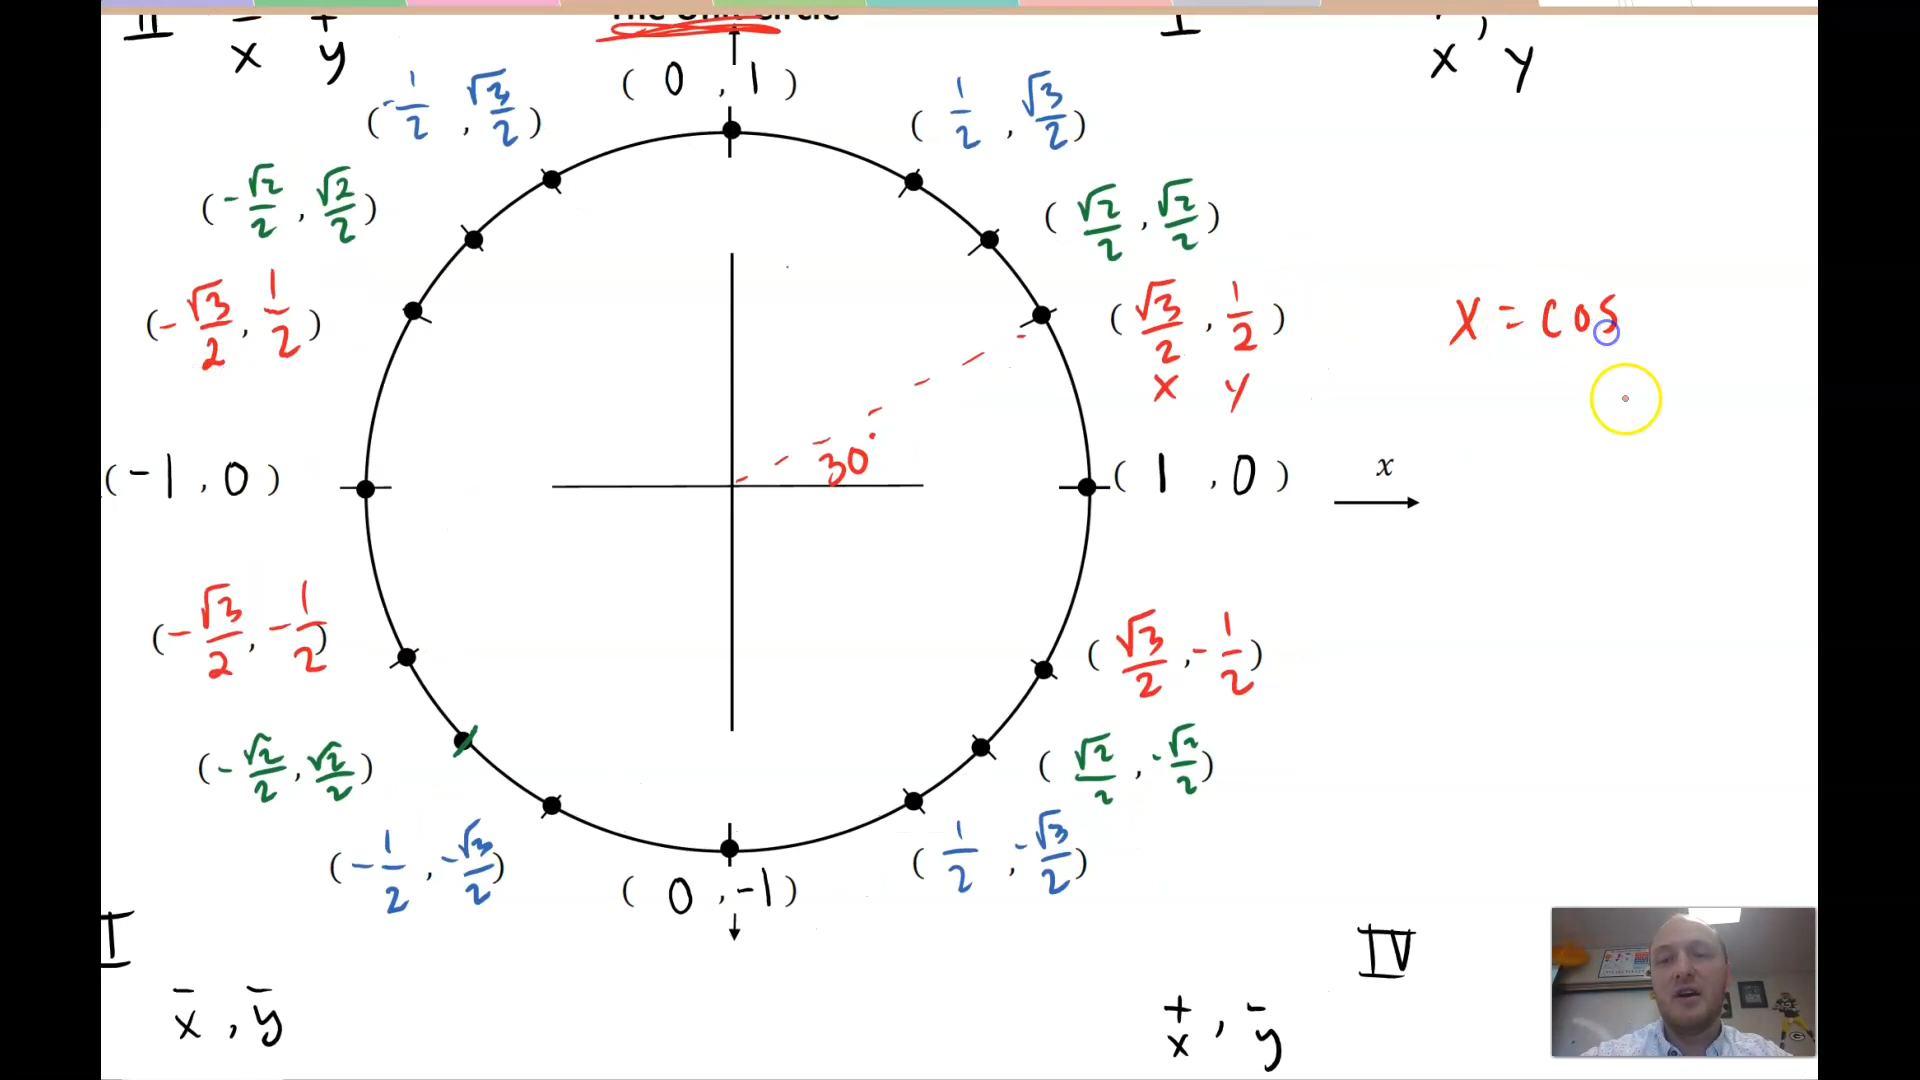 The Unit Circle
II
- +
x y
I
x , y
( 0 , 1 )
(-1/2 , √3/2)
( 1/2 , √3/2)
(-√2/2 , √2/2)
( √2/2 , √2/2)
(-√3/2 , 1/2)
( √3/2 , 1/2 )
x y
x = cos
30°
(-1 , 0 )
( 1 , 0 )
x
(-√3/2 , -1/2)
( √3/2 , -1/2)
(-√2/2 , √2/2)
( √2/2 , -√2/2)
(-1/2 , -√3/2)
( 1/2 , -√3/2)
( 0 , -1)
I
IV
- -
x , y
+ -
x , y